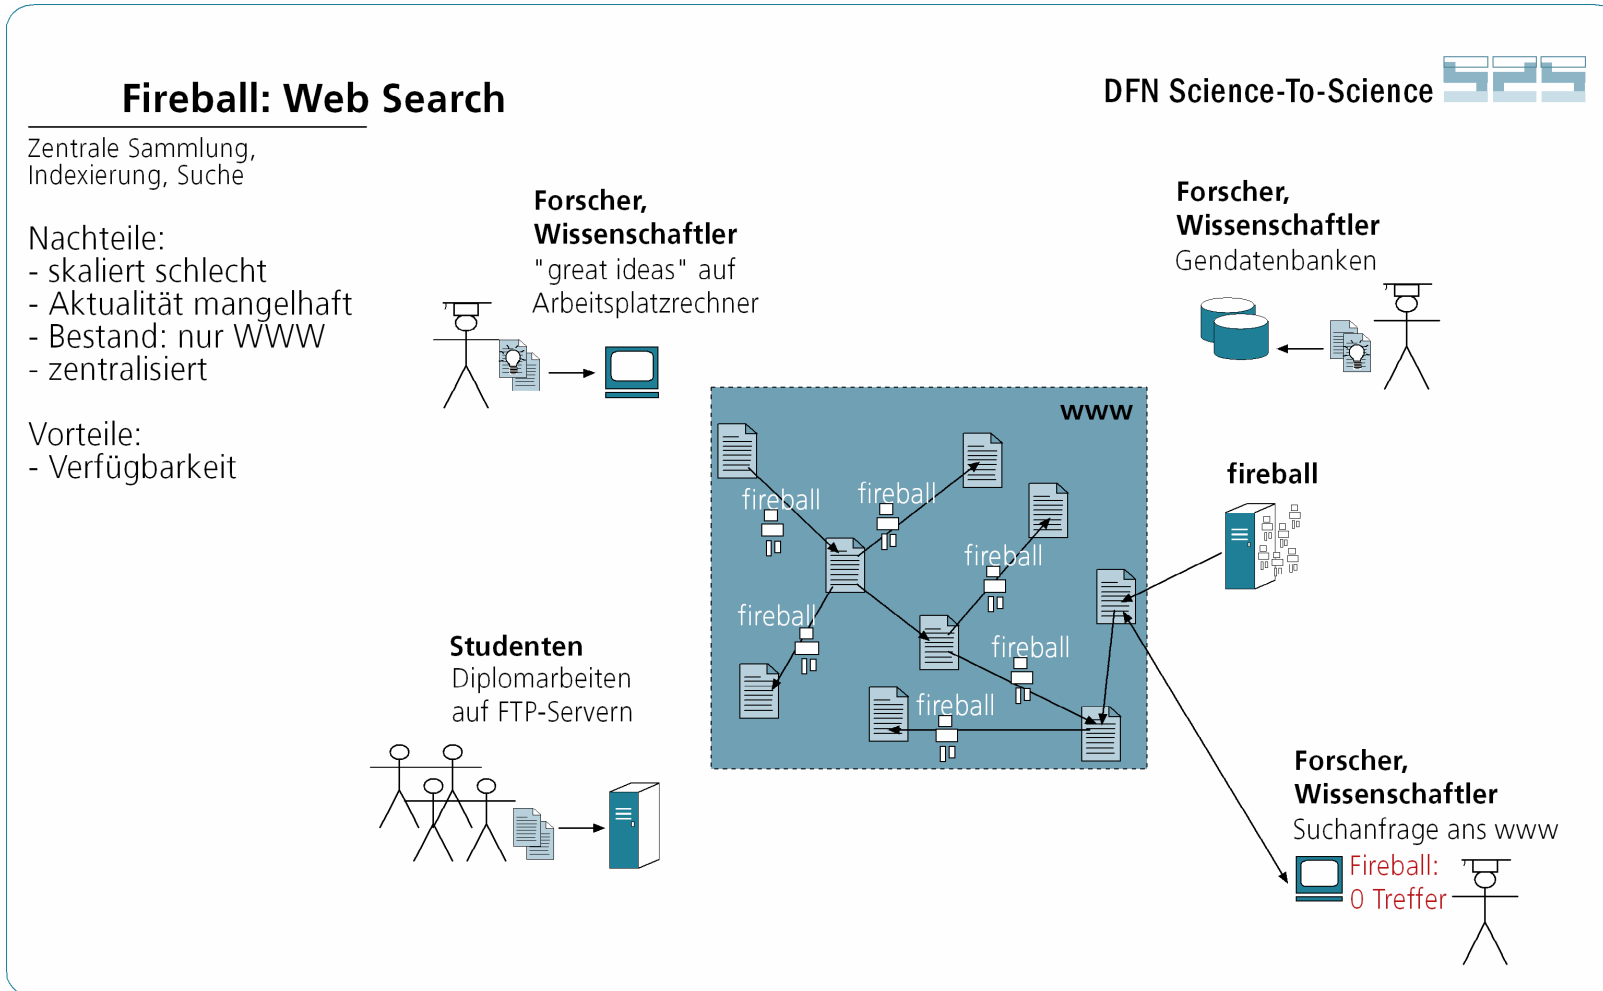 Fireball: Web Search
DFN Science-To-Science
Zentrale Sammlung,
Indexierung, Suche
Nachteile:
- skaliert schlecht
- Aktualität mangelhaft
- Bestand: nur WWW
- zentralisiert
Vorteile:
- Verfügbarkeit
Forscher,
Wissenschaftler
"great ideas" auf
Arbeitsplatzrechner
Forscher,
Wissenschaftler
Gendatenbanken
www
fireball
fireball
fireball
fireball
fireball
fireball
fireball
Studenten
Diplomarbeiten
auf FTP-Servern
Forscher,
Wissenschaftler
Suchanfrage ans www
Fireball:
0 Treffer